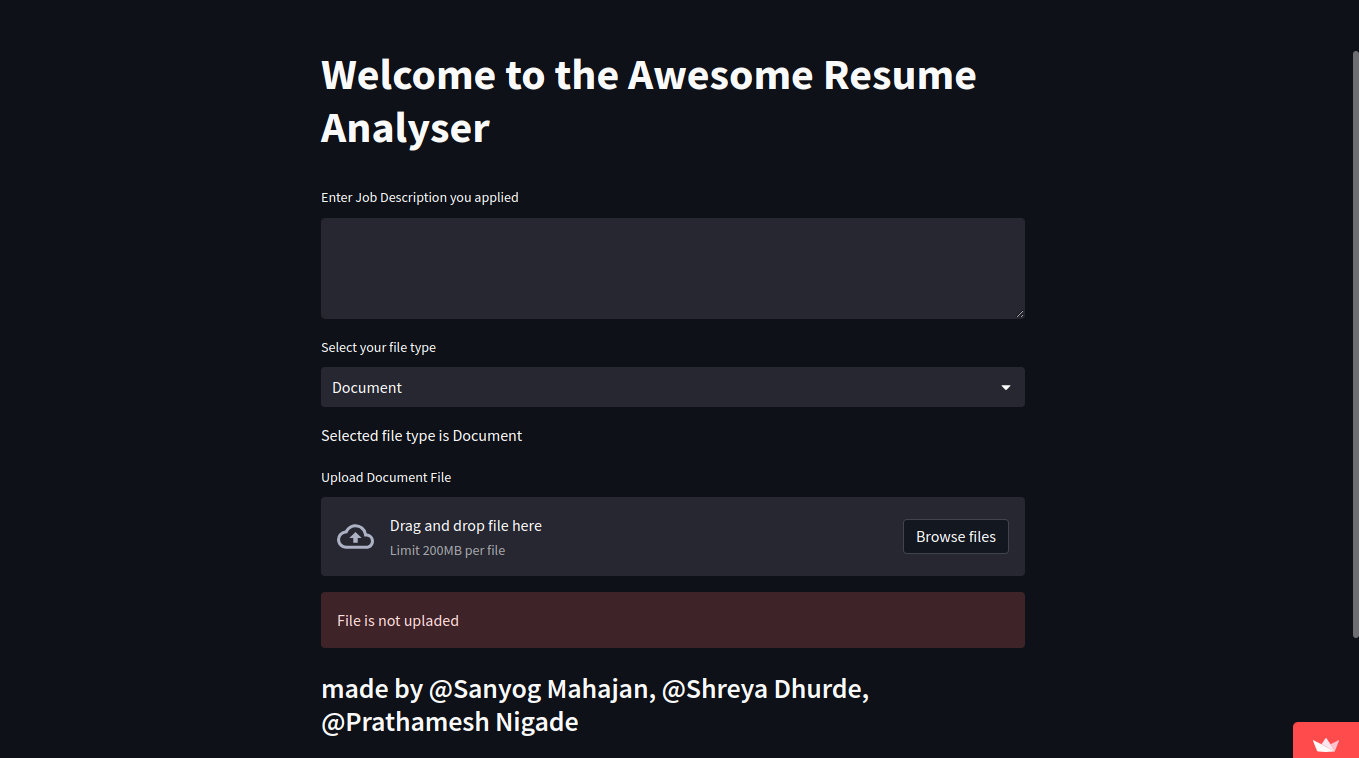 Welcome to the Awesome Resume
Analyser
Enter Job Description you applied
Select your file type
Document
Selected file type is Document
Upload Document File
Drag and drop file here
Limit 200MB per file
Browse files
File is not upladed
made by @Sanyog Mahajan, @Shreya Dhurde,
@Prathamesh Nigade